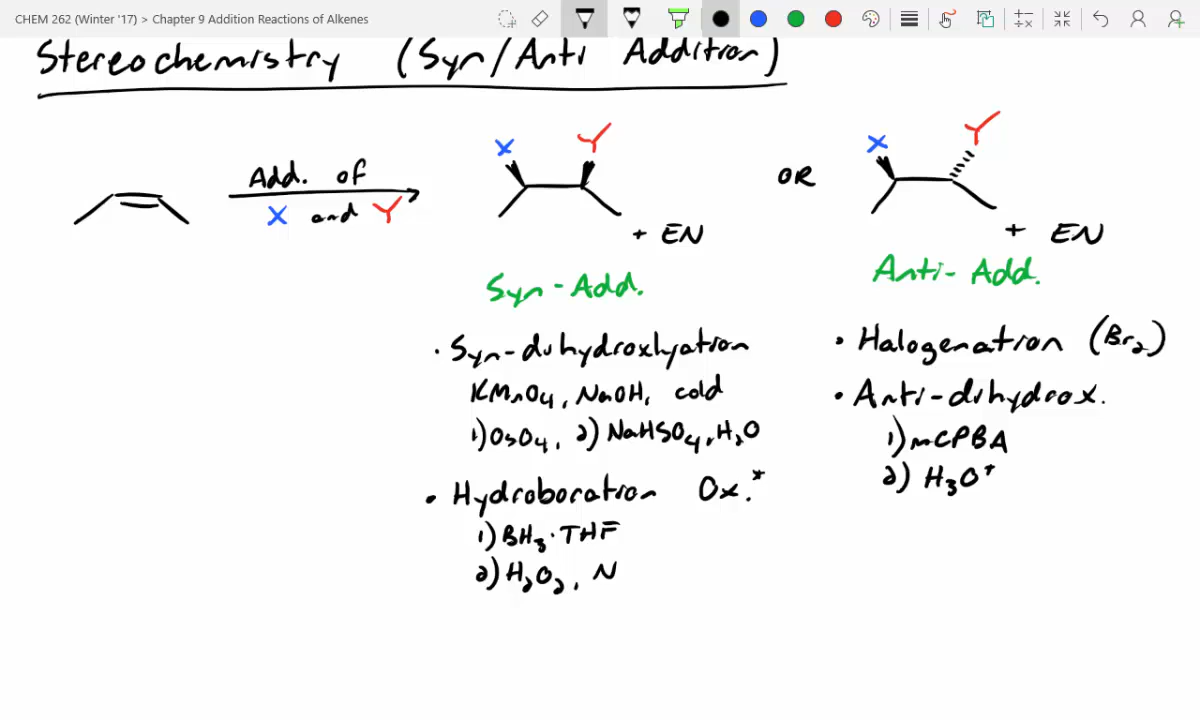 CHEM 262 (Winter '17) > Chapter 9 Addition Reactions of Alkenes
Stereochemistry (Syn/Anti Addition)
Add. of
X and Y
X Y
+ EN
Syn-Add.
OR
X Y
+ EN
Anti-Add.
• Syn-dihydroxlyation
KMnO4, NaOH, cold
1) OsO4, 2) NaHSO4, H2O
• Hydroboration Ox.*
1) BH3·THF
2) H2O2, N
• Halogenation (Br2)
• Anti-dihydrox.
1) mCPBA
2) H3O+